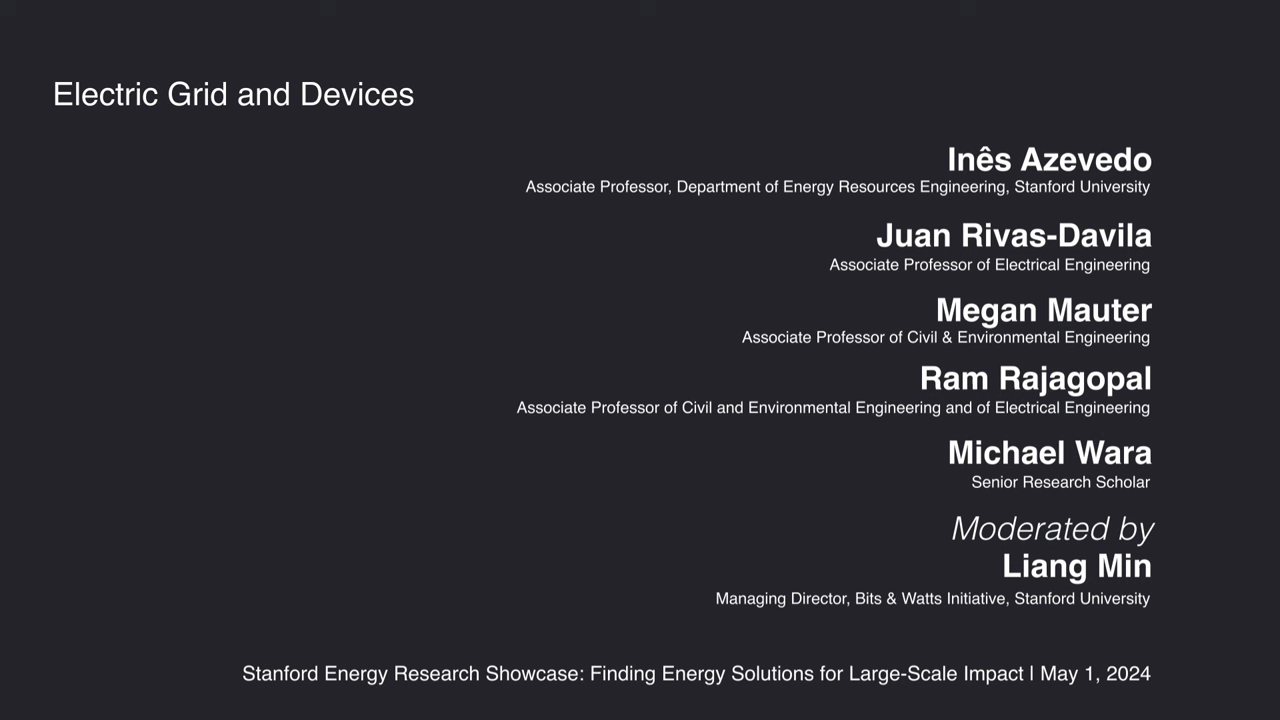 Electric Grid and Devices
Inês Azevedo
Associate Professor, Department of Energy Resources Engineering, Stanford University
Juan Rivas-Davila
Associate Professor of Electrical Engineering
Megan Mauter
Associate Professor of Civil & Environmental Engineering
Ram Rajagopal
Associate Professor of Civil and Environmental Engineering and of Electrical Engineering
Michael Wara
Senior Research Scholar
Moderated by
Liang Min
Managing Director, Bits & Watts Initiative, Stanford University
Stanford Energy Research Showcase: Finding Energy Solutions for Large-Scale Impact | May 1, 2024